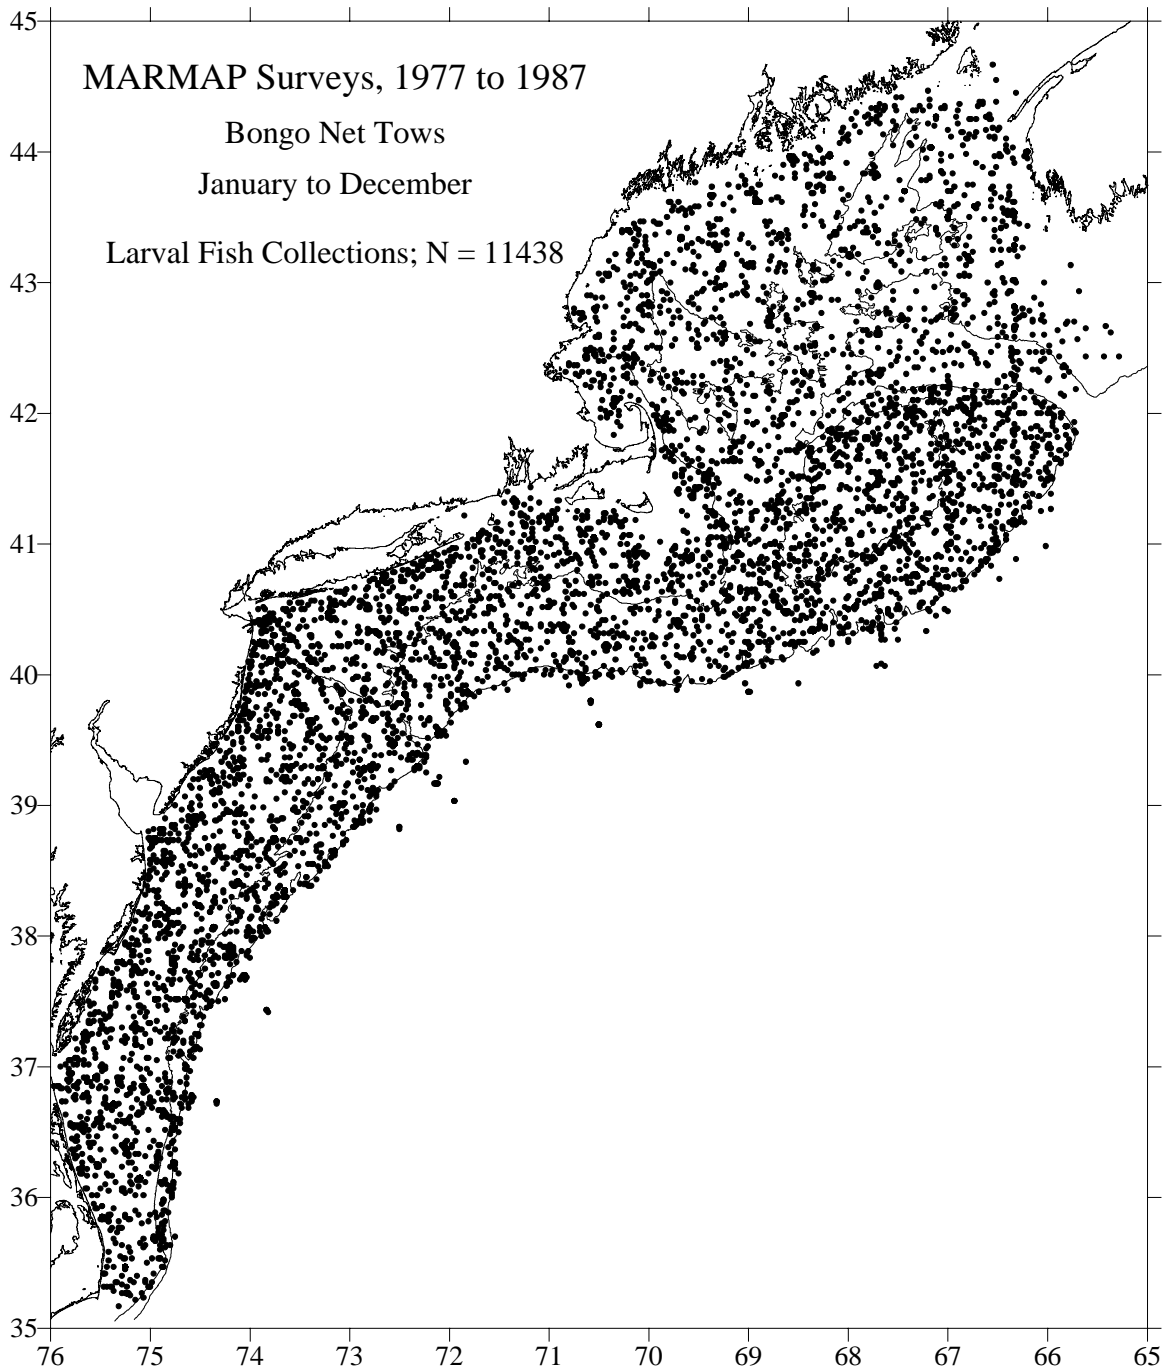 MARMAP Surveys, 1977 to 1987
Bongo Net Tows
January to December
Larval Fish Collections; N = 11438
45
44
43
42
41
40
39
38
37
36
35
76 75 74 73 72 71 70 69 68 67 66 65